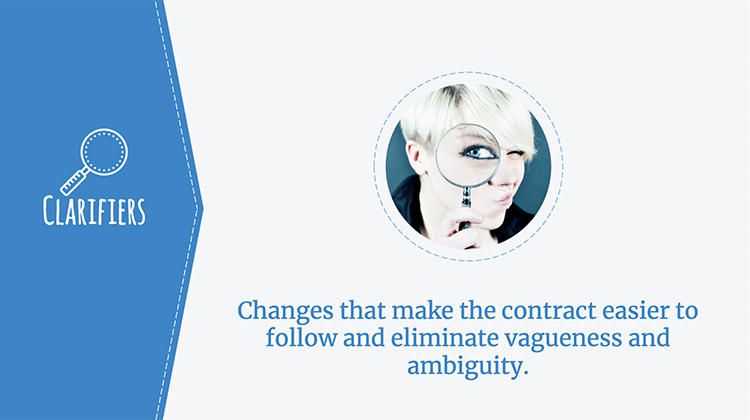 CLARIFIERS
Changes that make the contract easier to
follow and eliminate vagueness and
ambiguity.